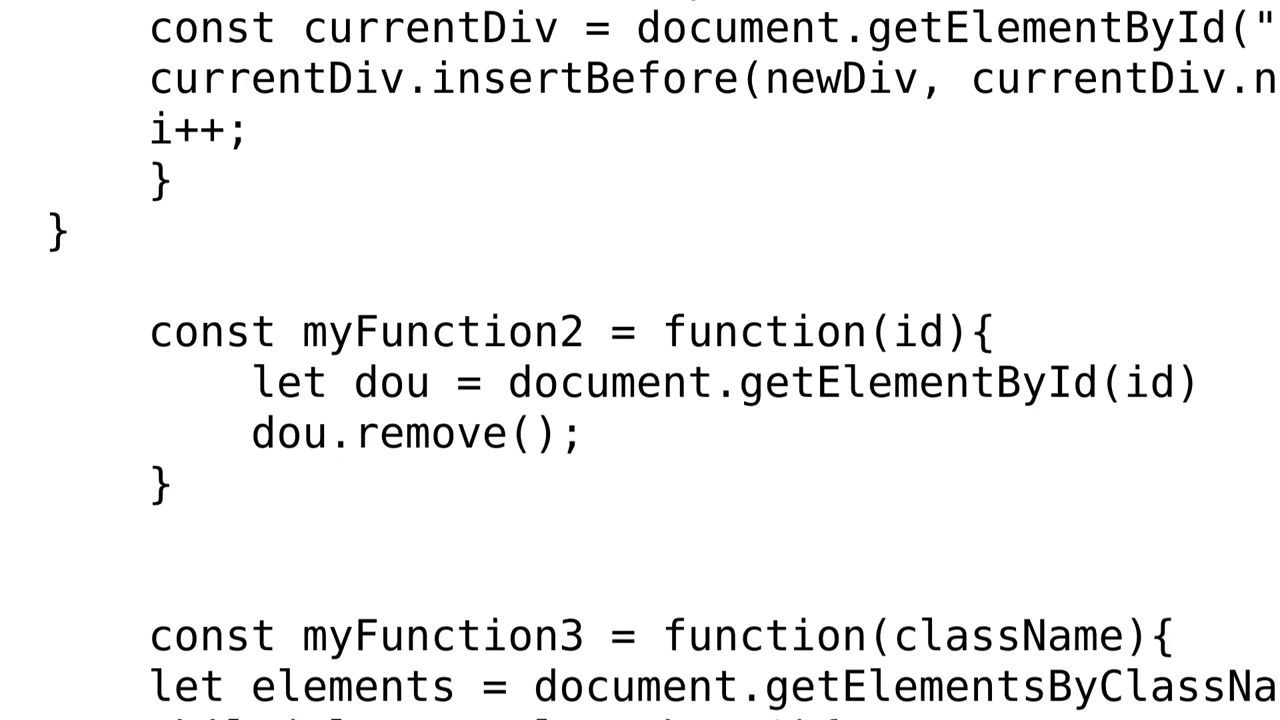 const currentDiv = document.getElementById("
currentDiv.insertBefore(newDiv, currentDiv.n
i++;
}
}
const myFunction2 = function(id){
let dou = document.getElementById(id)
dou.remove();
}
const myFunction3 = function(className){
let elements = document.getElementsByClassNa